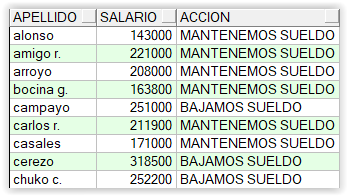 APELLIDO SALARIO ACCION
alonso 143000 MANTENEMOS SUELDO
amigo r. 221000 MANTENEMOS SUELDO
arroyo 208000 MANTENEMOS SUELDO
bocina g. 163800 MANTENEMOS SUELDO
campayo 251000 BAJAMOS SUELDO
carlos r. 211900 MANTENEMOS SUELDO
casales 171000 MANTENEMOS SUELDO
cerezo 318500 BAJAMOS SUELDO
chuko c. 252200 BAJAMOS SUELDO